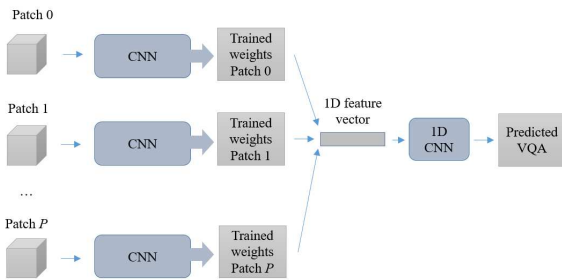 Patch 0
CNN
Trained
weights
Patch 0
Patch 1
CNN
Trained
weights
Patch 1
1D feature
vector
1D
CNN
Predicted
VQA
...
Patch P
CNN
Trained
weights
Patch P